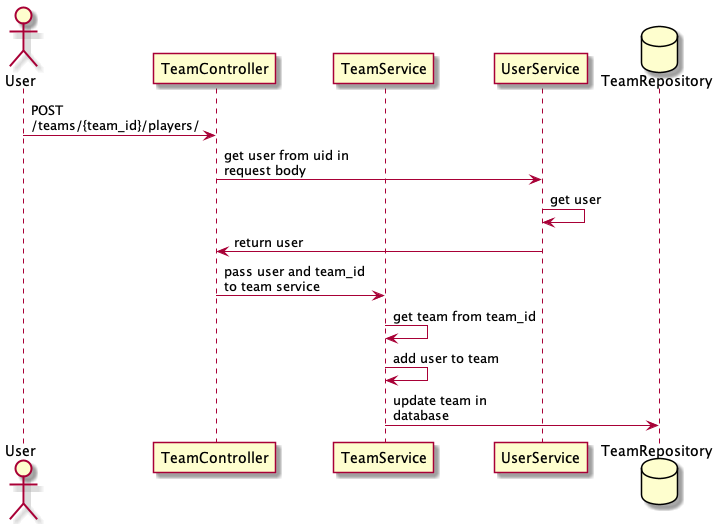 User
TeamController
TeamService
UserService
TeamRepository
POST
/teams/{team_id}/players/
get user from uid in
request body
get user
return user
pass user and team_id
to team service
get team from team_id
add user to team
update team in
database
User
TeamController
TeamService
UserService
TeamRepository